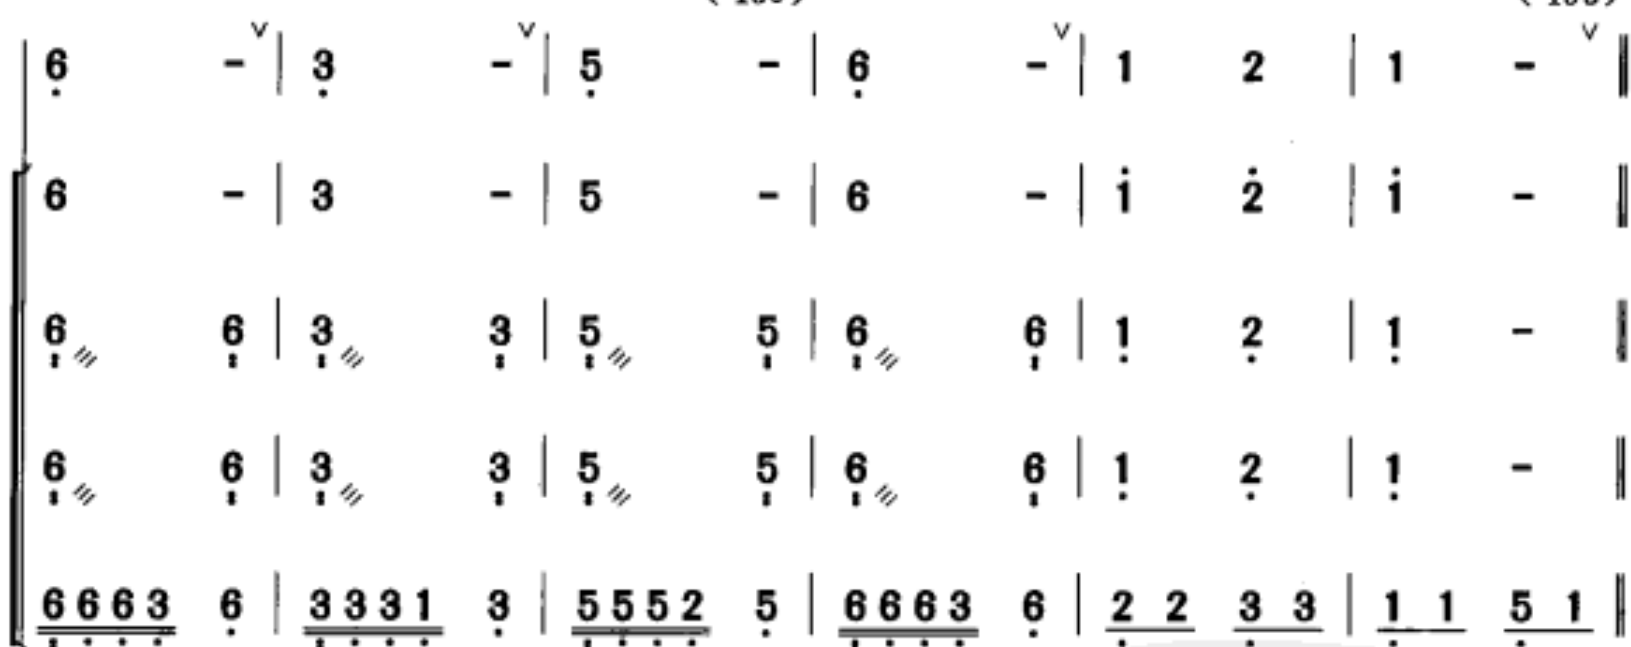 6̣ - ∨ | 3̣ - ∨ | 5̣ - | 6̣ - ∨ | 1 2 | 1 - ∨ ‖
6 - | 3 - | 5 - | 6 - | 1̇ 2̇ | 1̇ - ‖
6 /// 6 | 3 /// 3 | 5 /// 5 | 6 /// 6 | 1̣ 2̣ | 1̣ - ‖
6 /// 6 | 3 /// 3 | 5 /// 5 | 6 /// 6 | 1̣ 2̣ | 1̣ - ‖
6663 6̣ | 3331 3̣ | 5552 5̣ | 6663 6̣ | 2 2 3 3 | 1 1 5 1 ‖